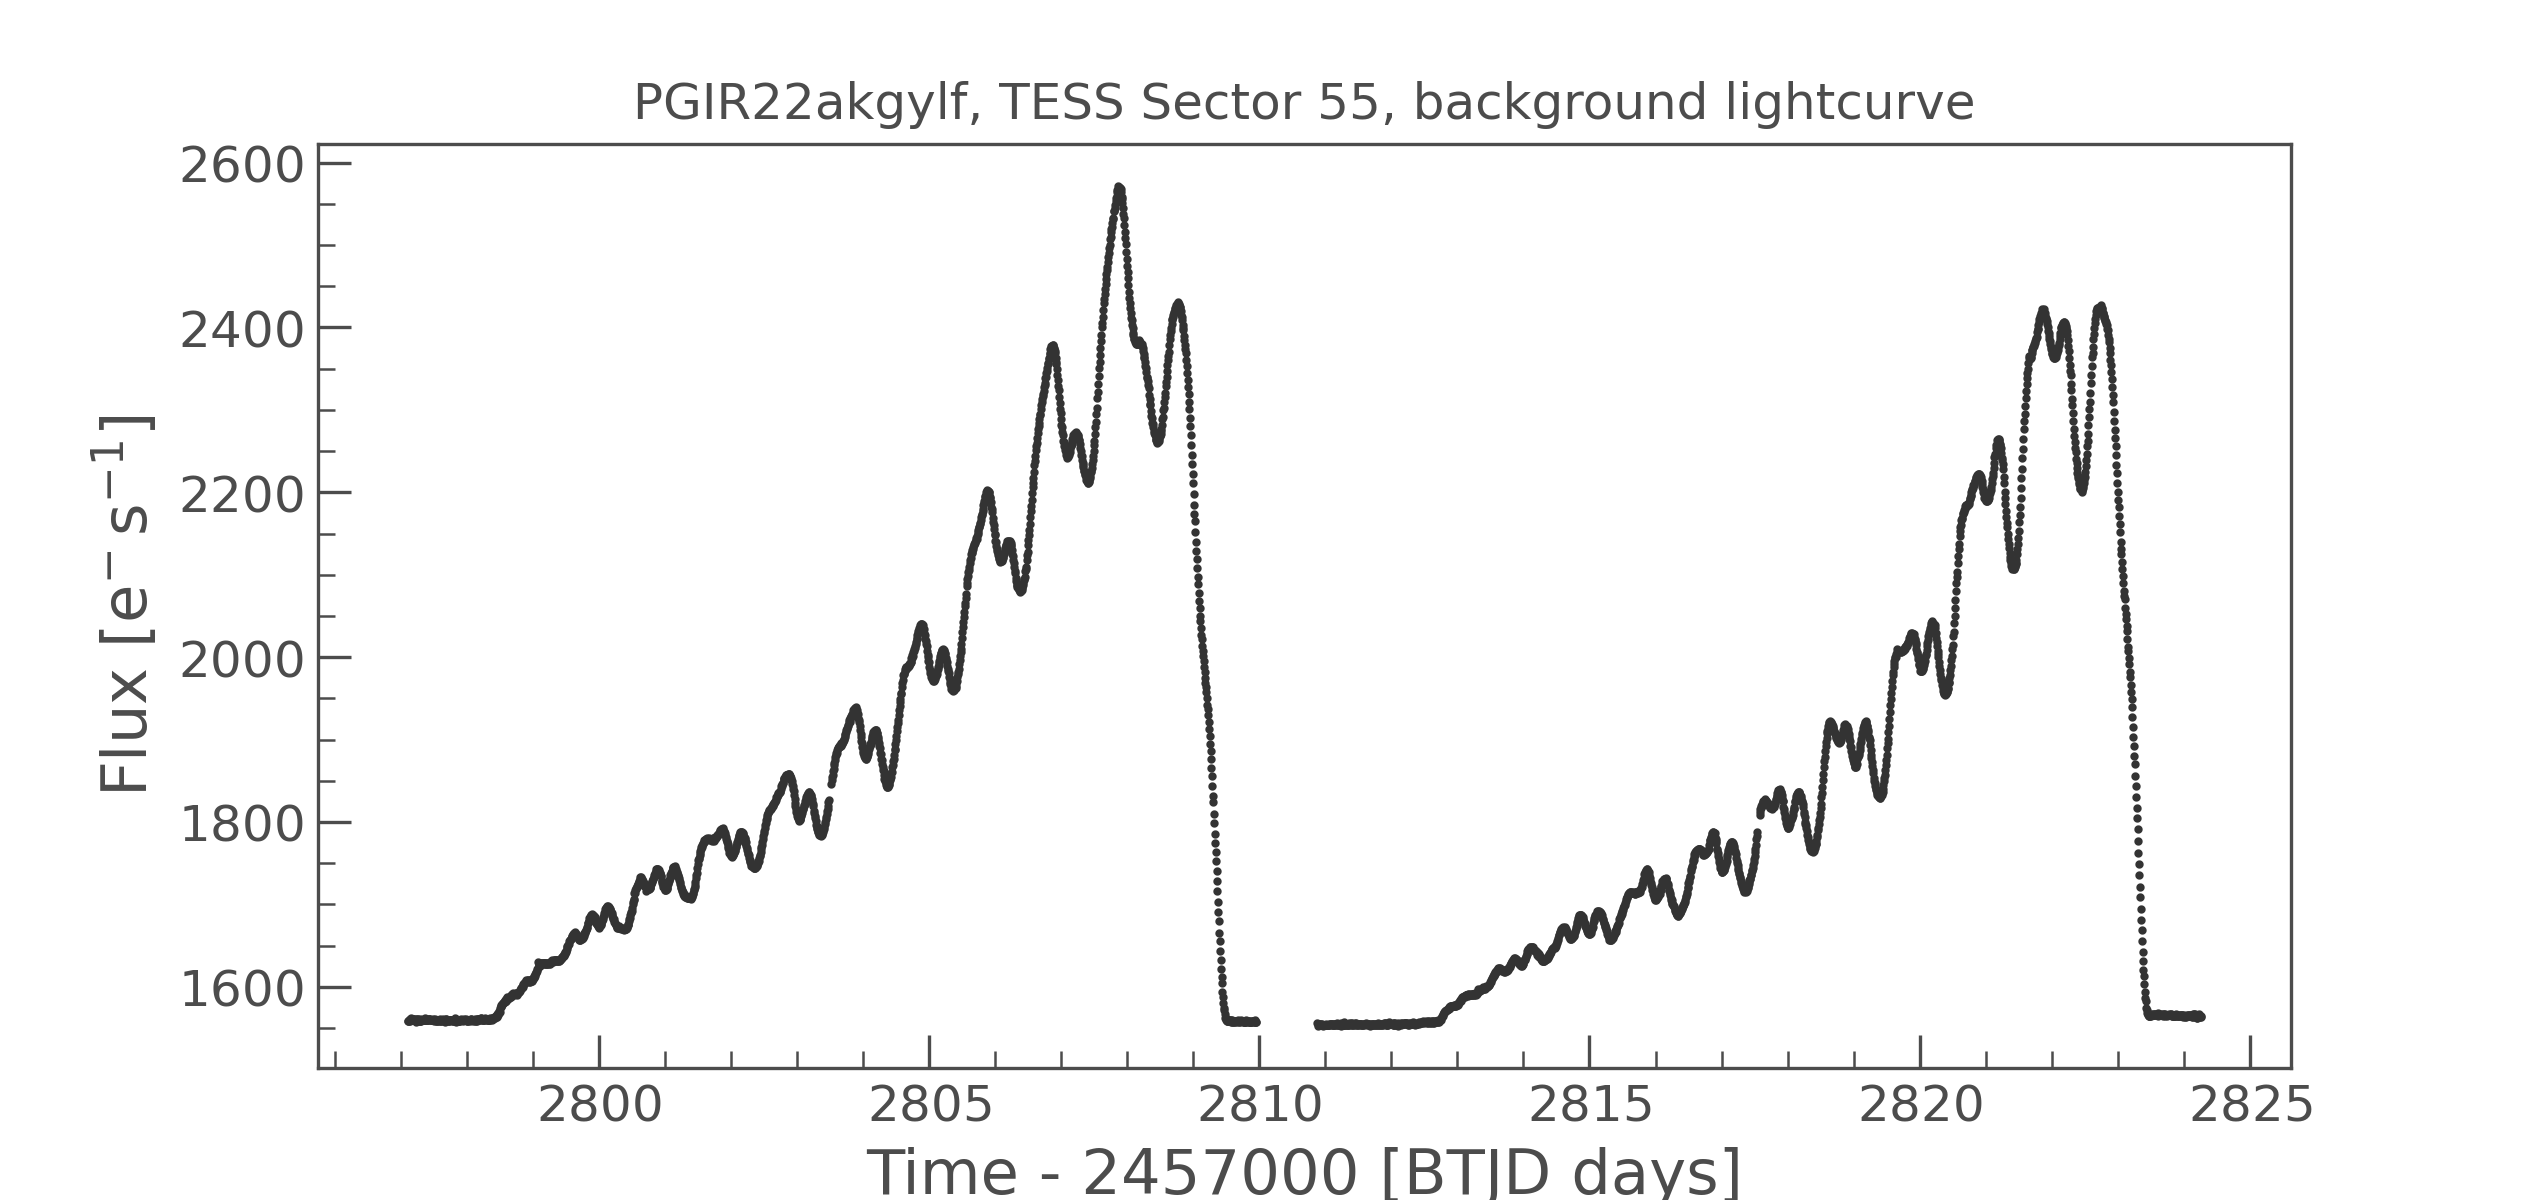 PGIR22akgylf, TESS Sector 55, background lightcurve
2600
2400
2200
2000
1800
1600
Flux [e⁻ s⁻¹]
2800 2805 2810 2815 2820 2825
Time - 2457000 [BTJD days]